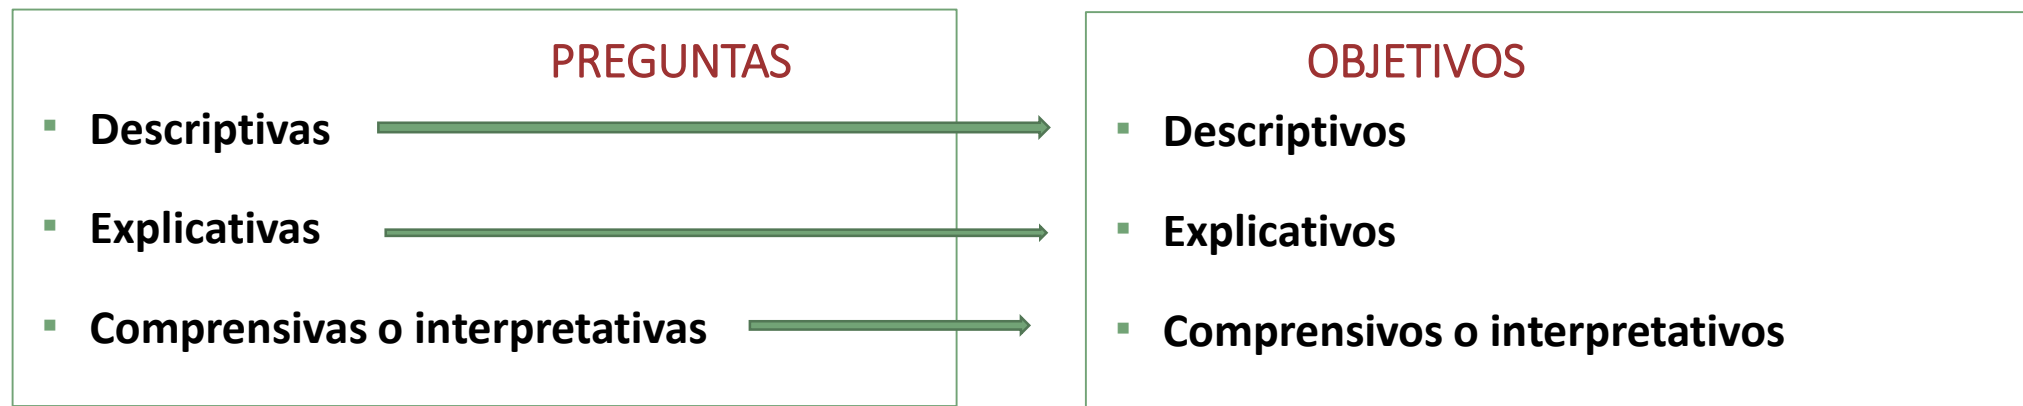 PREGUNTAS
▪ Descriptivas
▪ Explicativas
▪ Comprensivas o interpretativas
OBJETIVOS
▪ Descriptivos
▪ Explicativos
▪ Comprensivos o interpretativos